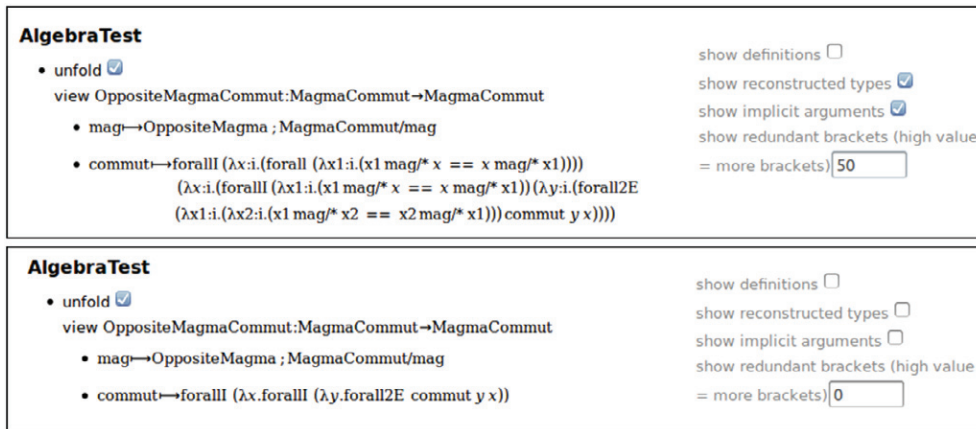 AlgebraTest
• unfold
view OppositeMagmaCommut:MagmaCommut→MagmaCommut
• mag⟼OppositeMagma ; MagmaCommut/mag
• commut⟼forallI (λx:i.(forall (λx1:i.(x1 mag/* x == x mag/* x1))))
(λx:i.(forallI (λx1:i.(x1 mag/* x == x mag/* x1)) (λy:i.(forall2E
(λx1:i.(λx2:i.(x1 mag/* x2 == x2 mag/* x1))) commut y x))))
show definitions
show reconstructed types
show implicit arguments
show redundant brackets (high value
= more brackets) 50
AlgebraTest
• unfold
view OppositeMagmaCommut:MagmaCommut→MagmaCommut
• mag⟼OppositeMagma ; MagmaCommut/mag
• commut⟼forallI (λx.forallI (λy.forall2E commut y x))
show definitions
show reconstructed types
show implicit arguments
show redundant brackets (high value
= more brackets) 0